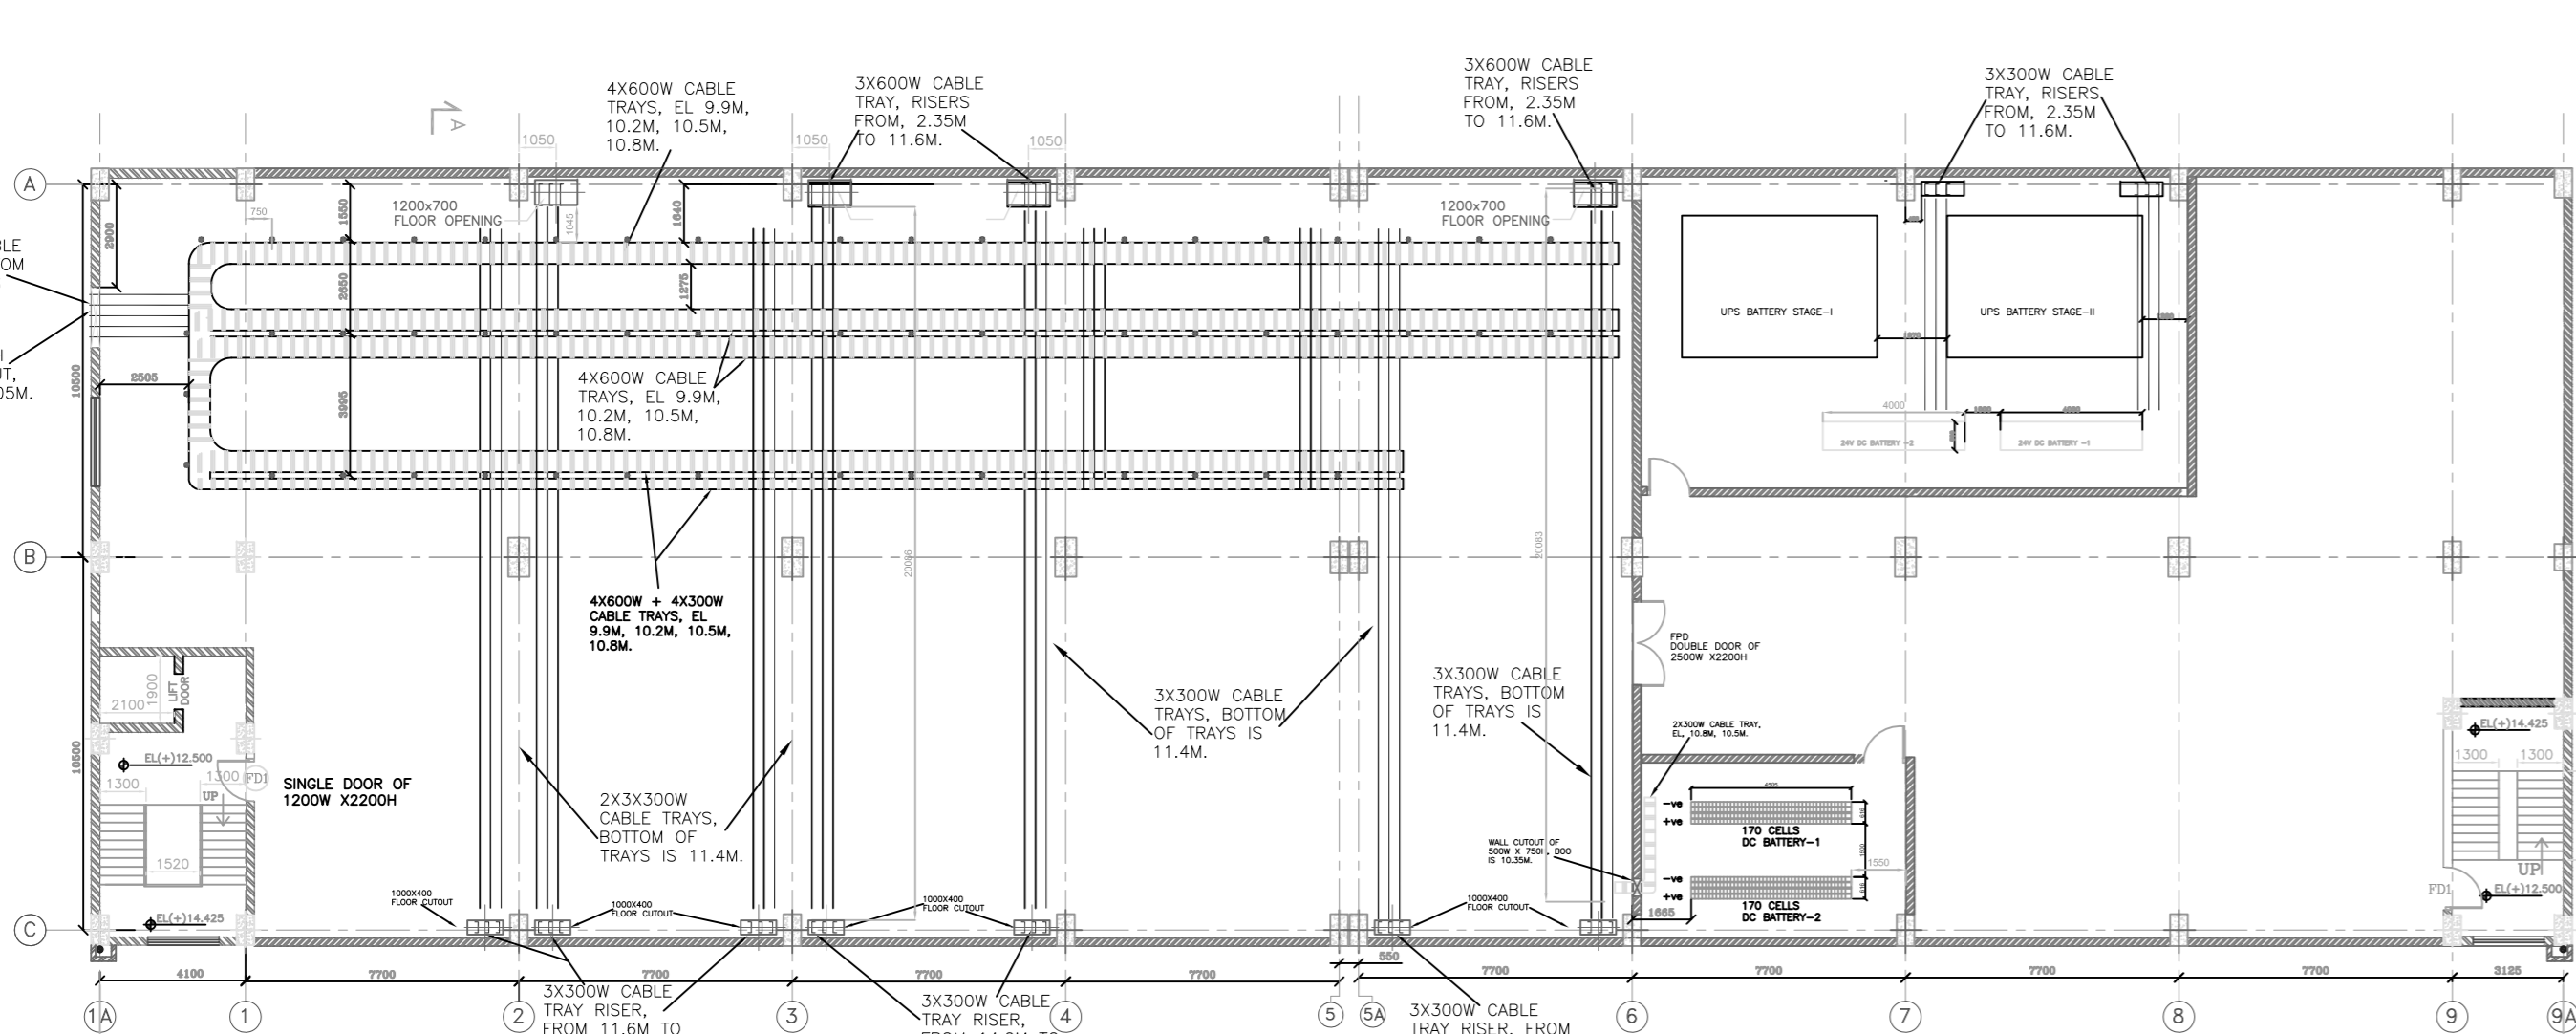 3X600W CABLE
TRAY, RISERS
FROM, 2.35M
TO 11.6M.
3X300W CABLE
TRAY, RISERS
FROM, 2.35M
TO 11.6M.
4X600W CABLE
TRAYS, EL 9.9M,
10.2M, 10.5M,
10.8M.
3X600W CABLE
TRAY, RISERS
FROM, 2.35M
TO 11.6M.
A
1050
1050
1050
A
1200x700
FLOOR OPENING
1200x700
FLOOR OPENING
750
1550
1640
1045
2900
2650
1275
UPS BATTERY STAGE-I
UPS BATTERY STAGE-II
OM
UT,
05M.
2505
10500
3995
4X600W CABLE
TRAYS, EL 9.9M,
10.2M, 10.5M,
10.8M.
4000
24V DC BATTERY -2
24V DC BATTERY -1
B
20086
20083
4X600W + 4X300W
CABLE TRAYS, EL
9.9M, 10.2M, 10.5M,
10.8M.
FPD
DOUBLE DOOR OF
2500W X2200H
LIFT
DOOR
1900
2100
3X300W CABLE
TRAYS, BOTTOM
OF TRAYS IS
11.4M.
3X300W CABLE
TRAYS, BOTTOM
OF TRAYS IS
11.4M.
2X300W CABLE TRAY,
EL, 10.8M, 10.5M.
EL(+)14.425
10500
EL(+)12.500
1300
1300
UP
FD1
SINGLE DOOR OF
1200W X2200H
1300
1300
2X3X300W
CABLE TRAYS,
BOTTOM OF
TRAYS IS 11.4M.
-ve
+ve
170 CELLS
DC BATTERY-1
WALL CUTOUT OF
500W X 750H, BOO
IS 10.35M.
1520
1550
UP
-ve
+ve
170 CELLS
DC BATTERY-2
1665
FD1
EL(+)12.500
1000X400
FLOOR CUTOUT
1000X400
FLOOR CUTOUT
1000X400
FLOOR CUTOUT
1000X400
FLOOR CUTOUT
EL(+)14.425
C
4100
7700
7700
7700
7700
550
7700
7700
7700
7700
3125
3X300W CABLE
TRAY RISER,
FROM 11.6M TO
3X300W CABLE
TRAY RISER,
3X300W CABLE
TRAY RISER, FROM
1A
1
2
3
4
5
5A
6
7
8
9
9A